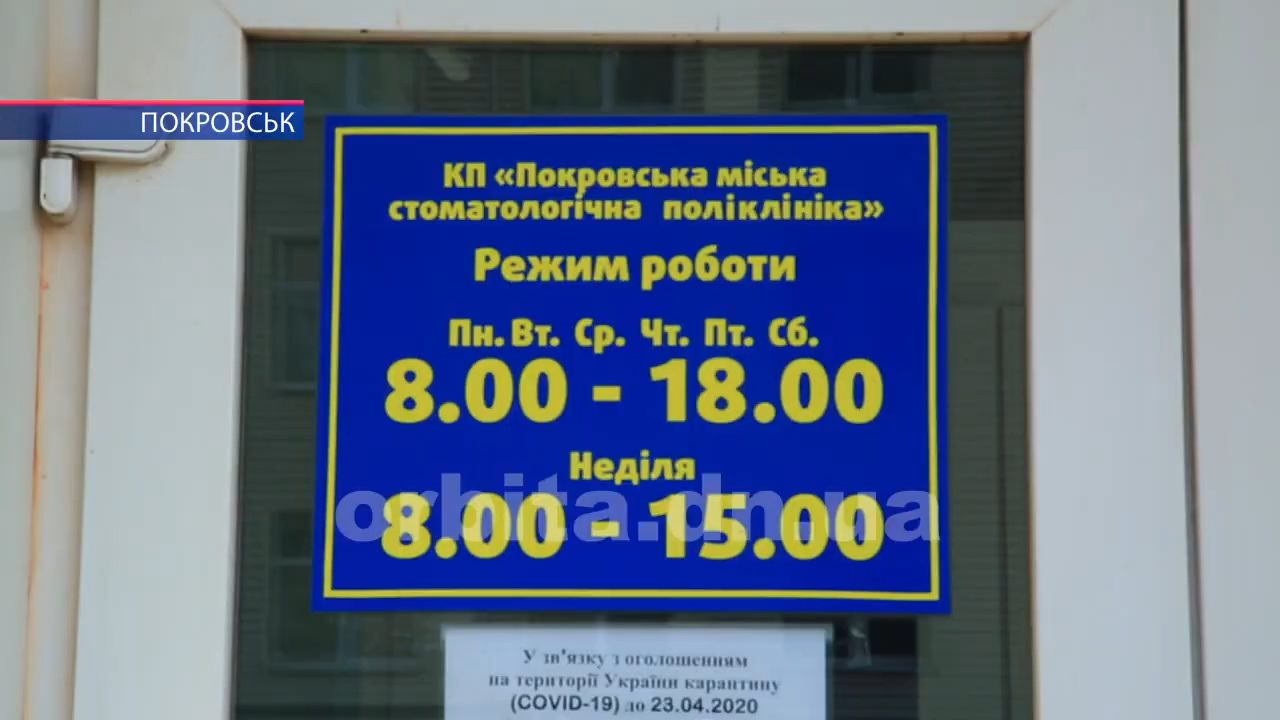 ПОКРОВСЬК
КП «Покровська міська
стоматологічна поліклініка»
Режим роботи
Пн. Вт. Ср. Чт. Пт. Сб.
8.00 - 18.00
Неділя
8.00 - 15.00
orbita.dn.ua
У зв'язку з оголошенням
на території України карантину
(COVID-19) до 23.04.2020